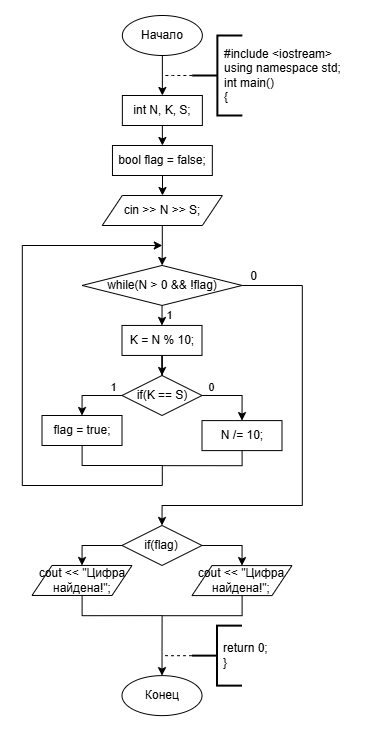 Начало
#include <iostream>
using namespace std;
int main()
{
int N, K, S;
bool flag = false;
cin >> N >> S;
while(N > 0 && !flag)
0
1
K = N % 10;
1
if(K == S)
0
flag = true;
N /= 10;
if(flag)
cout << "Цифра
найдена!";
cout << "Цифра
найдена!";
return 0;
}
Конец